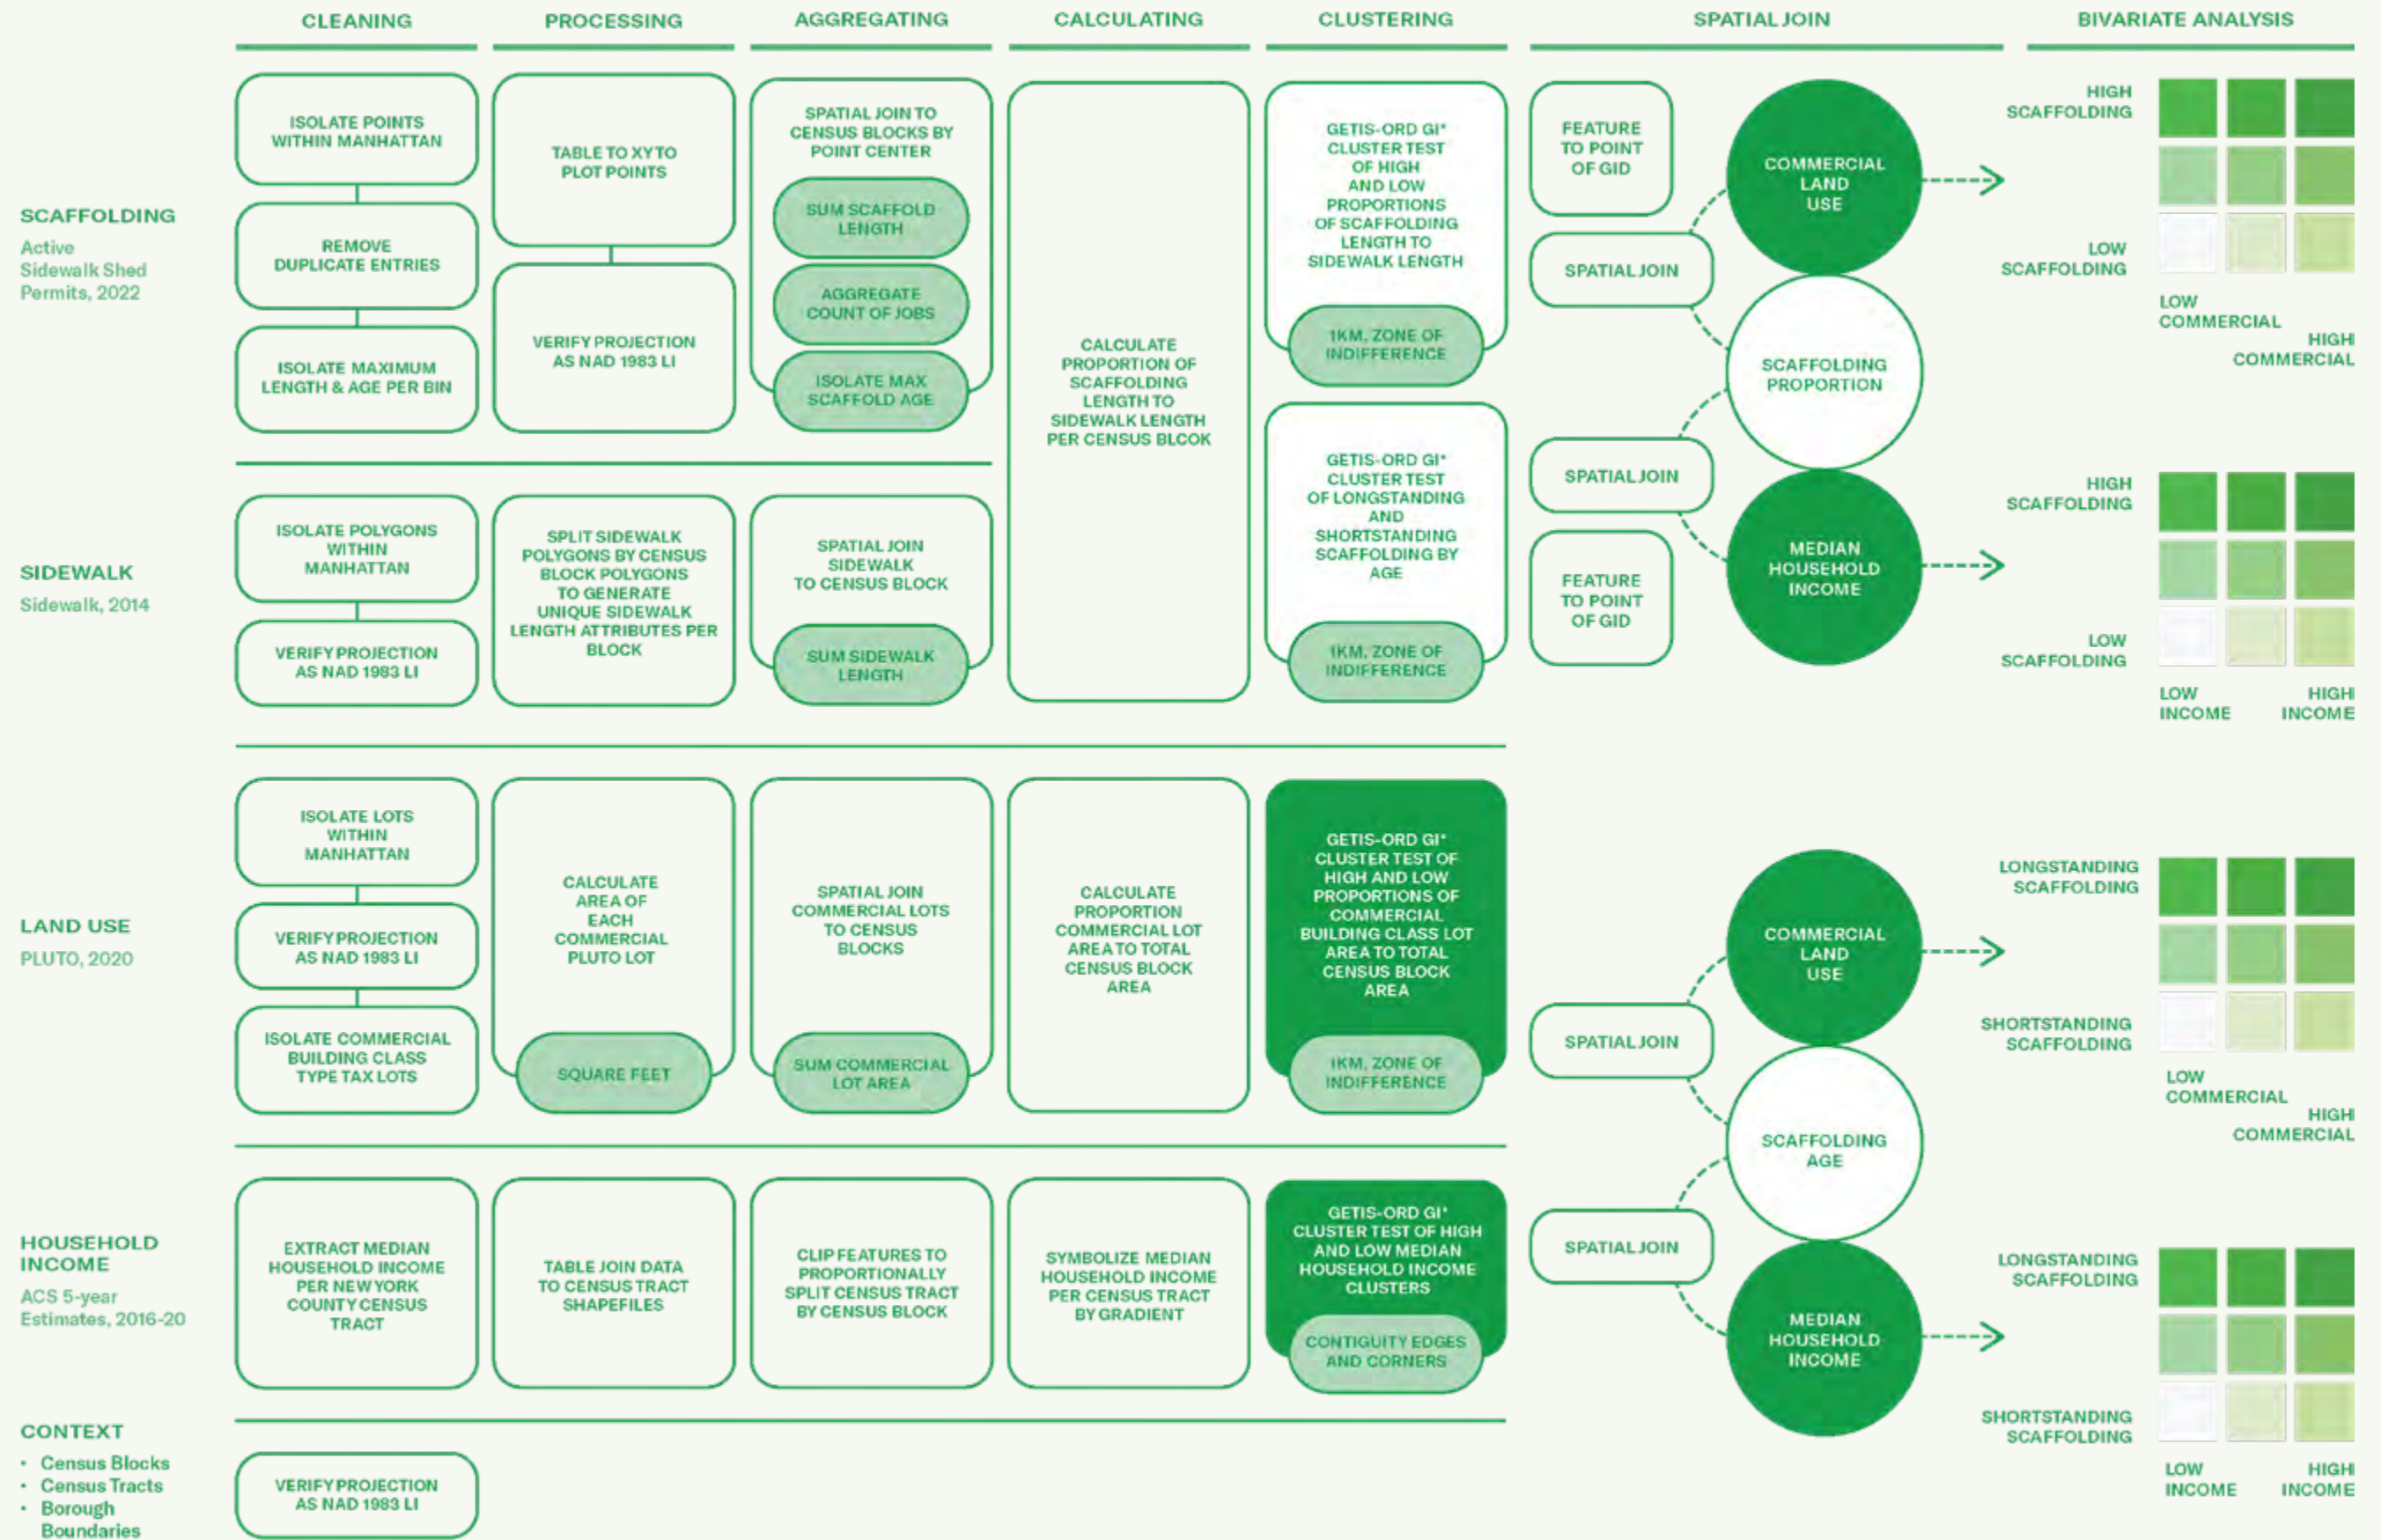 CLEANING
PROCESSING
AGGREGATING
CALCULATING
CLUSTERING
SPATIAL JOIN
BIVARIATE ANALYSIS
SCAFFOLDING
Active
Sidewalk Shed
Permits, 2022
ISOLATE POINTS
WITHIN MANHATTAN
REMOVE
DUPLICATE ENTRIES
ISOLATE MAXIMUM
LENGTH & AGE PER BIN
TABLE TO XY TO
PLOT POINTS
VERIFY PROJECTION
AS NAD 1983 LI
SPATIAL JOIN TO
CENSUS BLOCKS BY
POINT CENTER
SUM SCAFFOLD
LENGTH
AGGREGATE
COUNT OF JOBS
ISOLATE MAX
SCAFFOLD AGE
CALCULATE
PROPORTION OF
SCAFFOLDING
LENGTH TO
SIDEWALK LENGTH
PER CENSUS BLCOK
GETIS-ORD GI*
CLUSTER TEST
OF HIGH
AND LOW
PROPORTIONS
OF SCAFFOLDING
LENGTH TO
SIDEWALK LENGTH
1KM, ZONE OF
INDIFFERENCE
GETIS-ORD GI*
CLUSTER TEST
OF LONGSTANDING
AND
SHORTSTANDING
SCAFFOLDING BY
AGE
1KM, ZONE OF
INDIFFERENCE
FEATURE
TO POINT
OF GID
SPATIAL JOIN
SPATIAL JOIN
FEATURE
TO POINT
OF GID
COMMERCIAL
LAND
USE
SCAFFOLDING
PROPORTION
MEDIAN
HOUSEHOLD
INCOME
HIGH
SCAFFOLDING
LOW
SCAFFOLDING
LOW
COMMERCIAL
HIGH
COMMERCIAL
HIGH
SCAFFOLDING
LOW
SCAFFOLDING
LOW
INCOME
HIGH
INCOME
SIDEWALK
Sidewalk, 2014
ISOLATE POLYGONS
WITHIN
MANHATTAN
VERIFY PROJECTION
AS NAD 1983 LI
SPLIT SIDEWALK
POLYGONS BY CENSUS
BLOCK POLYGONS
TO GENERATE
UNIQUE SIDEWALK
LENGTH ATTRIBUTES PER
BLOCK
SPATIAL JOIN
SIDEWALK
TO CENSUS BLOCK
SUM SIDEWALK
LENGTH
LAND USE
PLUTO, 2020
ISOLATE LOTS
WITHIN
MANHATTAN
VERIFY PROJECTION
AS NAD 1983 LI
ISOLATE COMMERCIAL
BUILDING CLASS
TYPE TAX LOTS
CALCULATE
AREA OF
EACH
COMMERCIAL
PLUTO LOT
SQUARE FEET
SPATIAL JOIN
COMMERCIAL LOTS
TO CENSUS
BLOCKS
SUM COMMERCIAL
LOT AREA
CALCULATE
PROPORTION
COMMERCIAL LOT
AREA TO TOTAL
CENSUS BLOCK
AREA
GETIS-ORD GI*
CLUSTER TEST OF
HIGH AND LOW
PROPORTIONS OF
COMMERCIAL
BUILDING CLASS LOT
AREA TO TOTAL
CENSUS BLOCK
AREA
1KM, ZONE OF
INDIFFERENCE
SPATIAL JOIN
SPATIAL JOIN
COMMERCIAL
LAND
USE
SCAFFOLDING
AGE
MEDIAN
HOUSEHOLD
INCOME
LONGSTANDING
SCAFFOLDING
SHORTSTANDING
SCAFFOLDING
LOW
COMMERCIAL
HIGH
COMMERCIAL
LONGSTANDING
SCAFFOLDING
SHORTSTANDING
SCAFFOLDING
LOW
INCOME
HIGH
INCOME
HOUSEHOLD
INCOME
ACS 5-year
Estimates, 2016-20
EXTRACT MEDIAN
HOUSEHOLD INCOME
PER NEW YORK
COUNTY CENSUS
TRACT
TABLE JOIN DATA
TO CENSUS TRACT
SHAPEFILES
CLIP FEATURES TO
PROPORTIONALLY
SPLIT CENSUS TRACT
BY CENSUS BLOCK
SYMBOLIZE MEDIAN
HOUSEHOLD INCOME
PER CENSUS TRACT
BY GRADIENT
GETIS-ORD GI*
CLUSTER TEST OF HIGH
AND LOW MEDIAN
HOUSEHOLD INCOME
CLUSTERS
CONTIGUITY EDGES
AND CORNERS
CONTEXT
• Census Blocks
• Census Tracts
• Borough
Boundaries
VERIFY PROJECTION
AS NAD 1983 LI